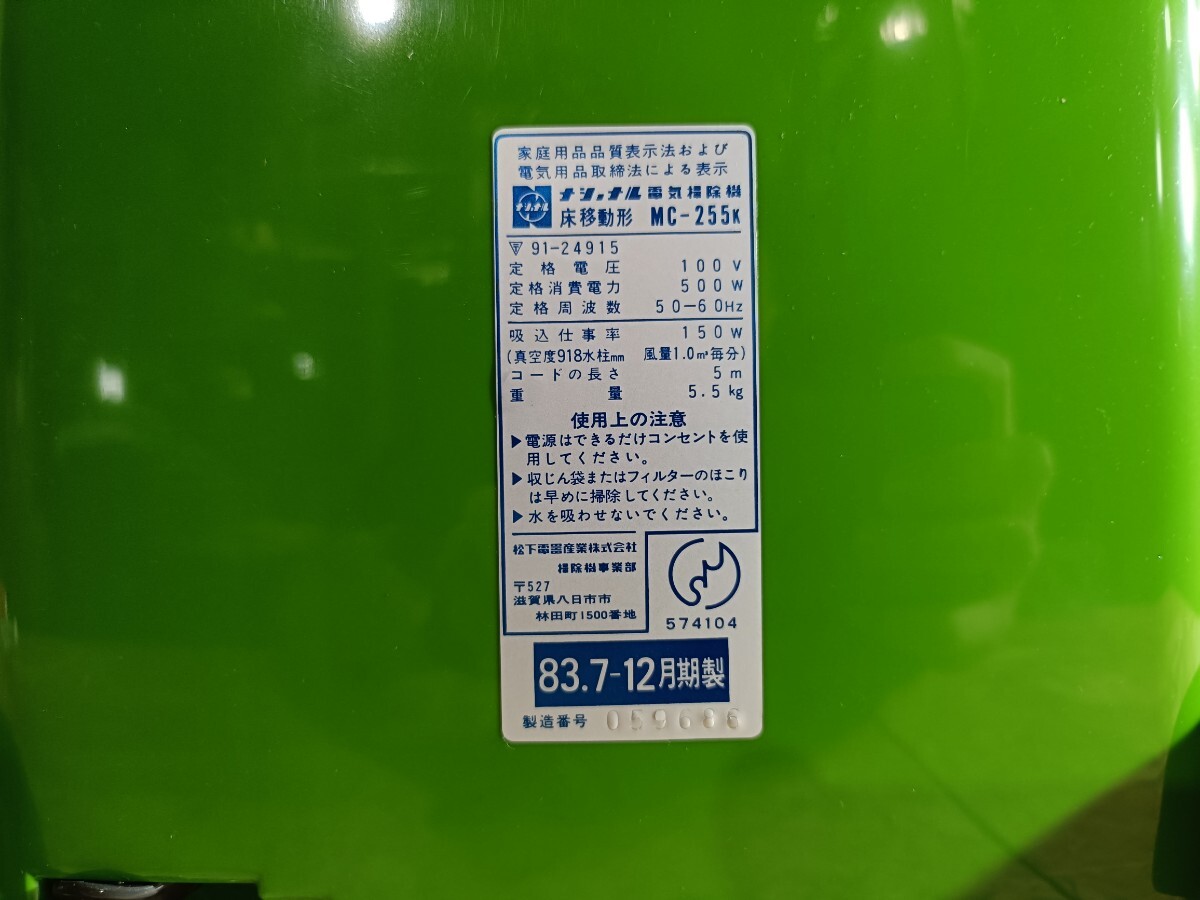 家庭用品品質表示法および
電気用品取締法による表示
ナショナル ナショナル電気掃除機
床移動形 MC-255K
91-24915
定格電圧 100V
定格消費電力 500W
定格周波数 50-60Hz
吸込仕事率 150W
(真空度918水柱mm 風量1.0m³毎分)
コードの長さ 5m
重量 5.5kg
使用上の注意
▶電源はできるだけコンセントを使
用してください。
▶収じん袋またはフィルターのほこり
は早めに掃除してください。
▶水を吸わせないでください。
松下電器産業株式会社
掃除機事業部
〒527
滋賀県八日市市
林田町1500番地
574104
83.7-12月期製
製造番号 059686